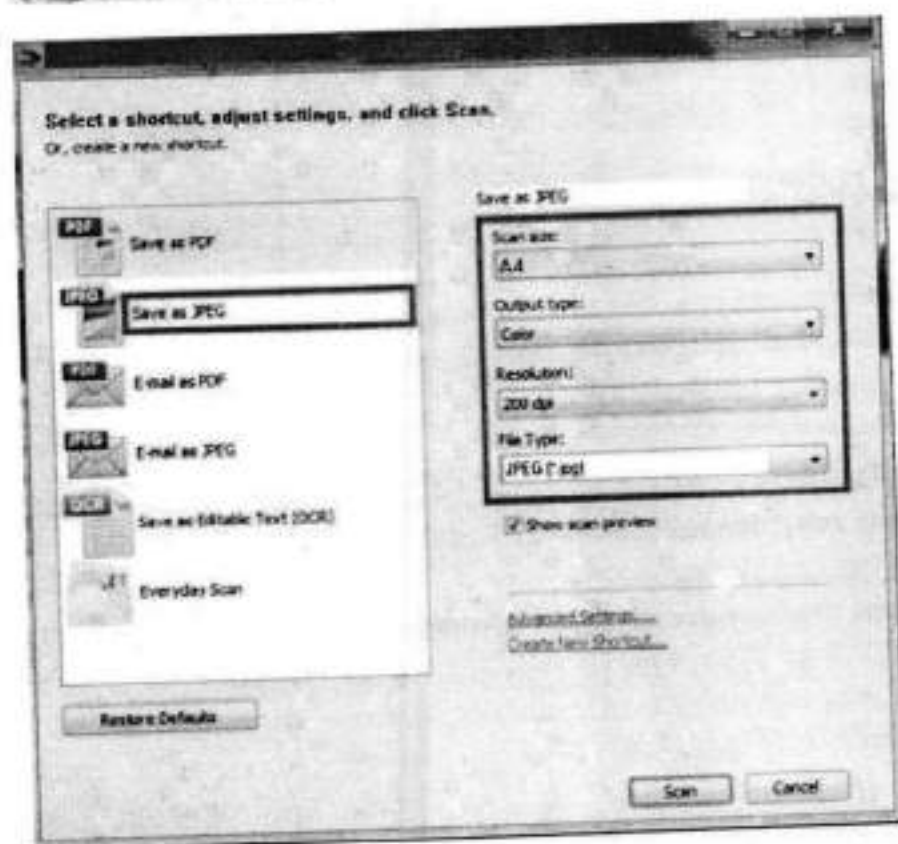 Select a shortcut, adjust settings, and click Scan.
Or, create a new shortcut.
Save as JPEG
PDF
Save as PDF
JPEG
Save as JPEG
PDF
E-mail as PDF
JPEG
E-mail as JPEG
OCR
Save as Editable Text (OCR)
Everyday Scan
Scan size:
A4
Output type:
Color
Resolution:
200 dpi
File Type:
JPEG (*.jpg)
Show scan preview
Advanced Settings...
Create New Shortcut...
Restore Defaults
Scan
Cancel